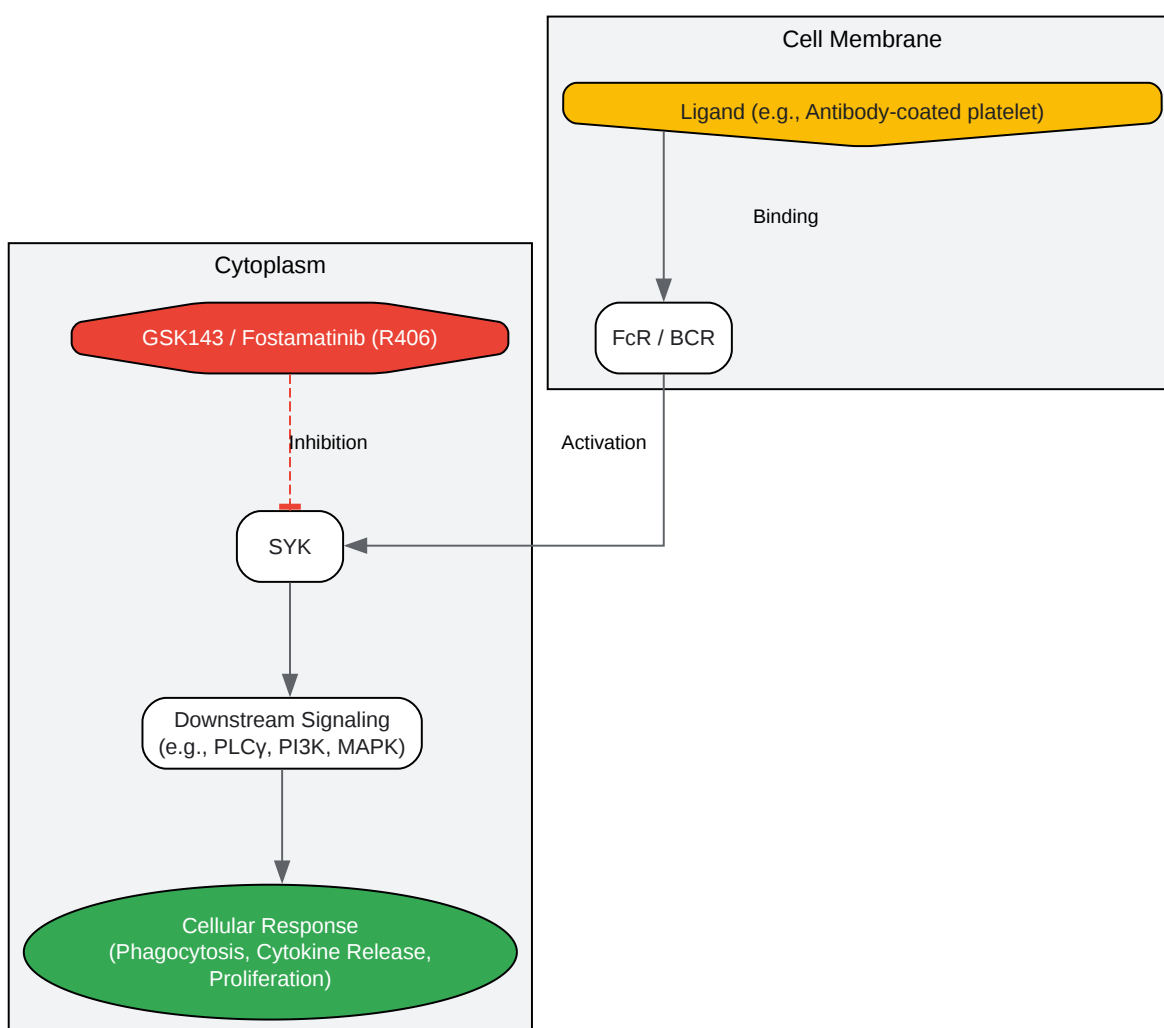 Cell Membrane
Ligand (e.g., Antibody-coated platelet)
Binding
Cytoplasm
GSK143 / Fostamatinib (R406)
FcR / BCR
Inhibition
Activation
SYK
Downstream Signaling
(e.g., PLCγ, PI3K, MAPK)
Cellular Response
(Phagocytosis, Cytokine Release,
Proliferation)